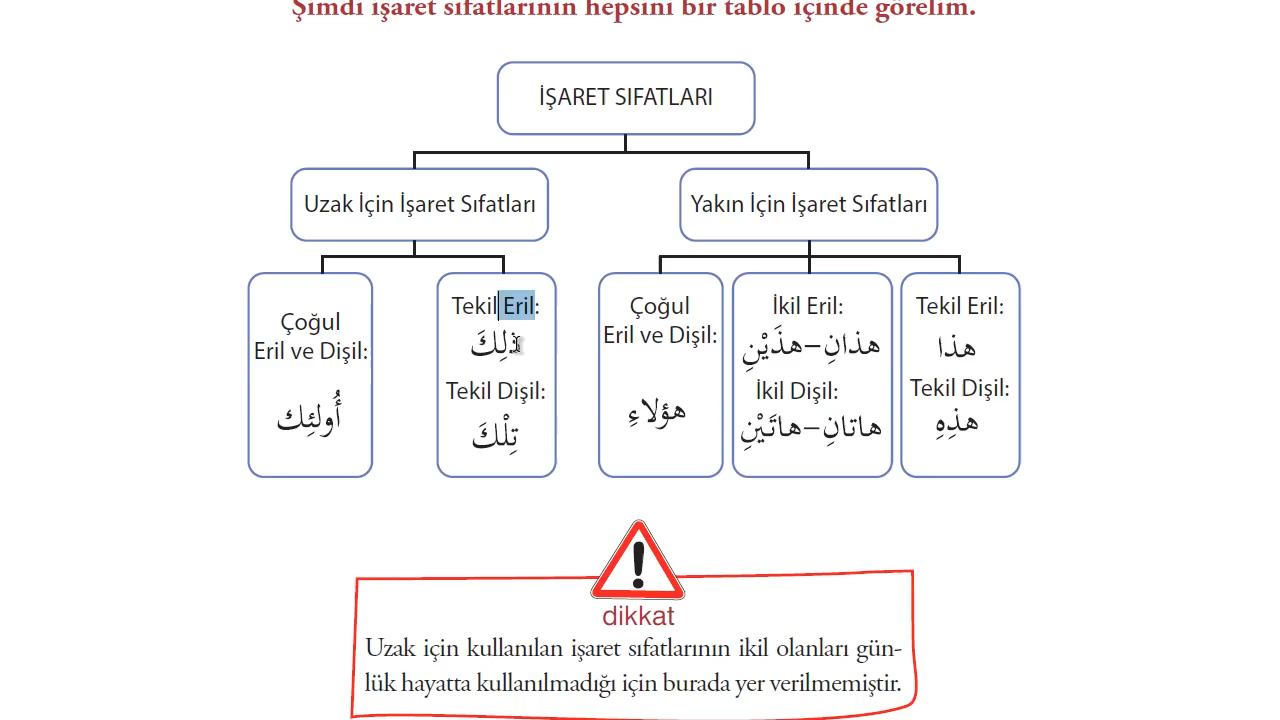 Şimdi işaret sıfatlarının hepsini bir tablo içinde görelim.
İŞARET SIFATLARI
Uzak İçin İşaret Sıfatları
Yakın İçin İşaret Sıfatları
Çoğul
Eril ve Dişil:
أُولئِك
Tekil Eril:
ذلِكَ
Tekil Dişil:
تِلْكَ
Çoğul
Eril ve Dişil:
هؤلاءِ
İkil Eril:
هذانِ–هذَيْنِ
İkil Dişil:
هاتانِ–هاتَيْنِ
Tekil Eril:
هذا
Tekil Dişil:
هذِهِ
dikkat
Uzak için kullanılan işaret sıfatlarının ikil olanları gün-
lük hayatta kullanılmadığı için burada yer verilmemiştir.